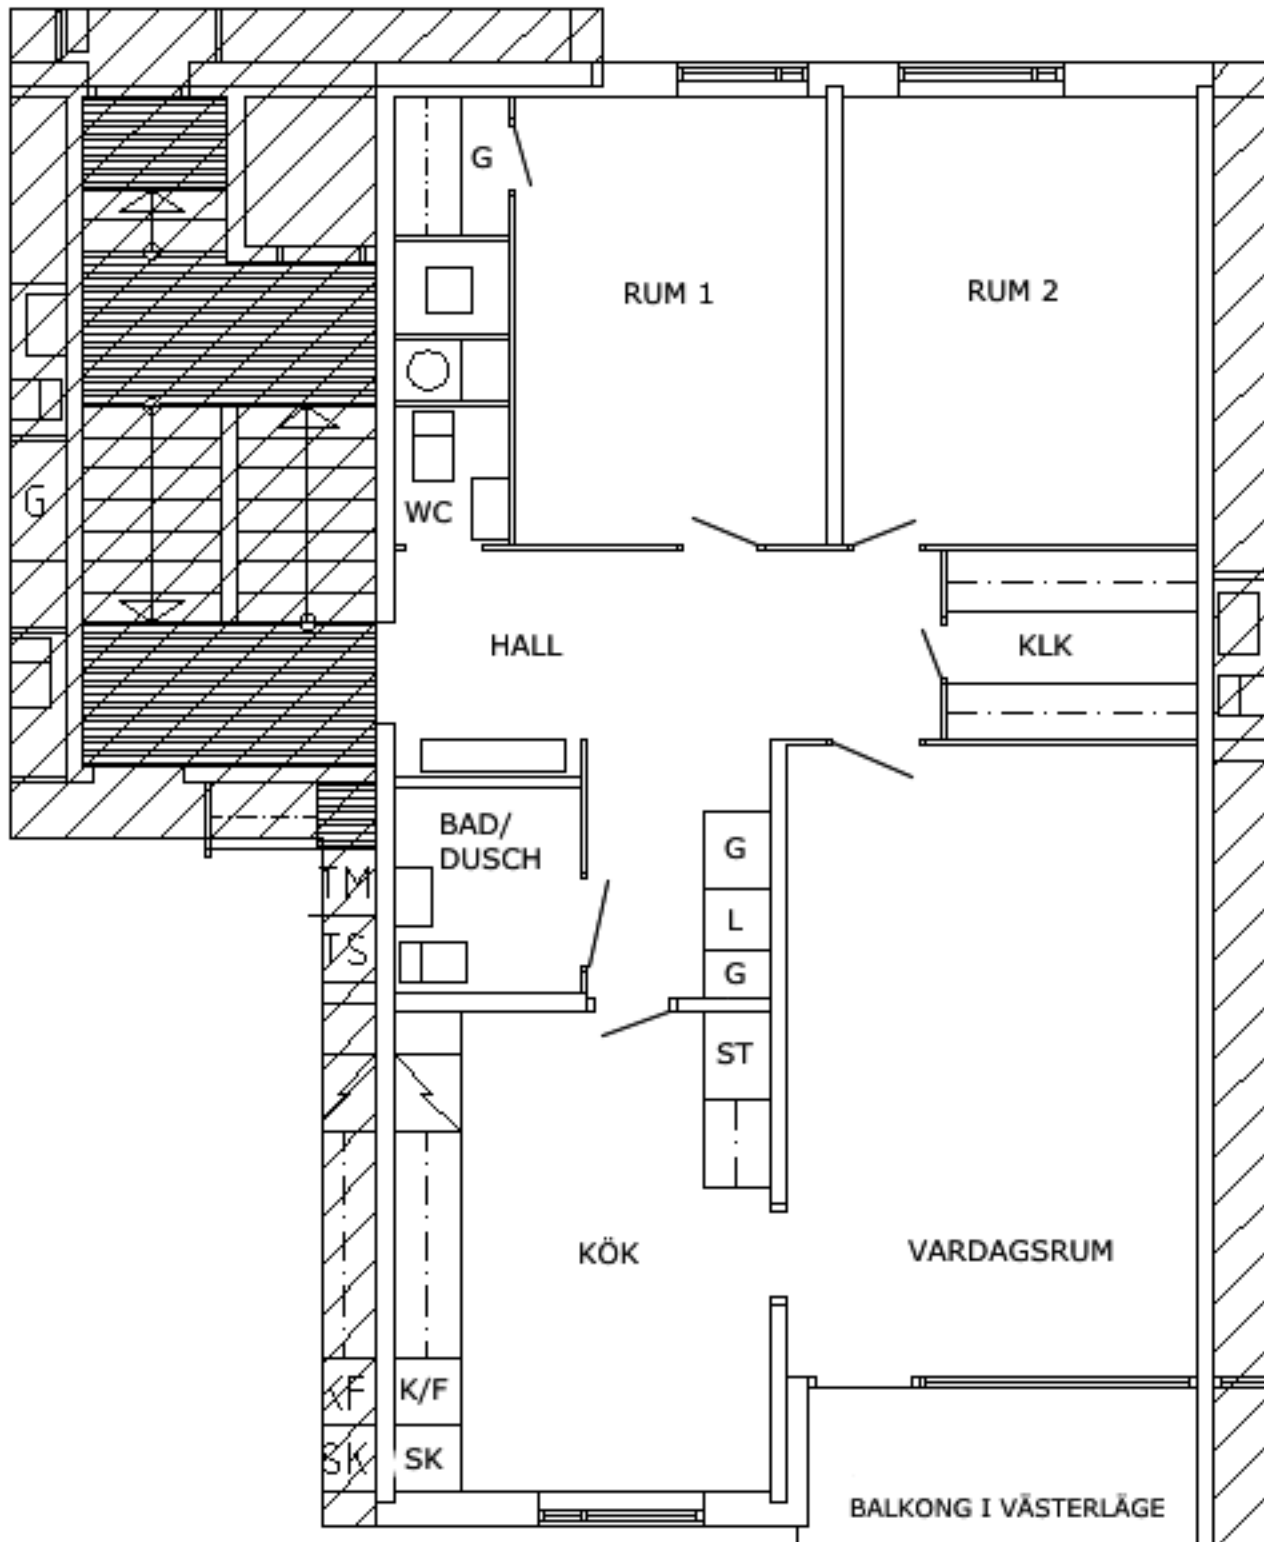 G
RUM 1
RUM 2
G
WC
HALL
KLK
BAD/
DUSCH
G
TM
L
TS
G
ST
KÖK
VARDAGSRUM
KF
K/F
SK
SK
BALKONG I VÄSTERLÄGE